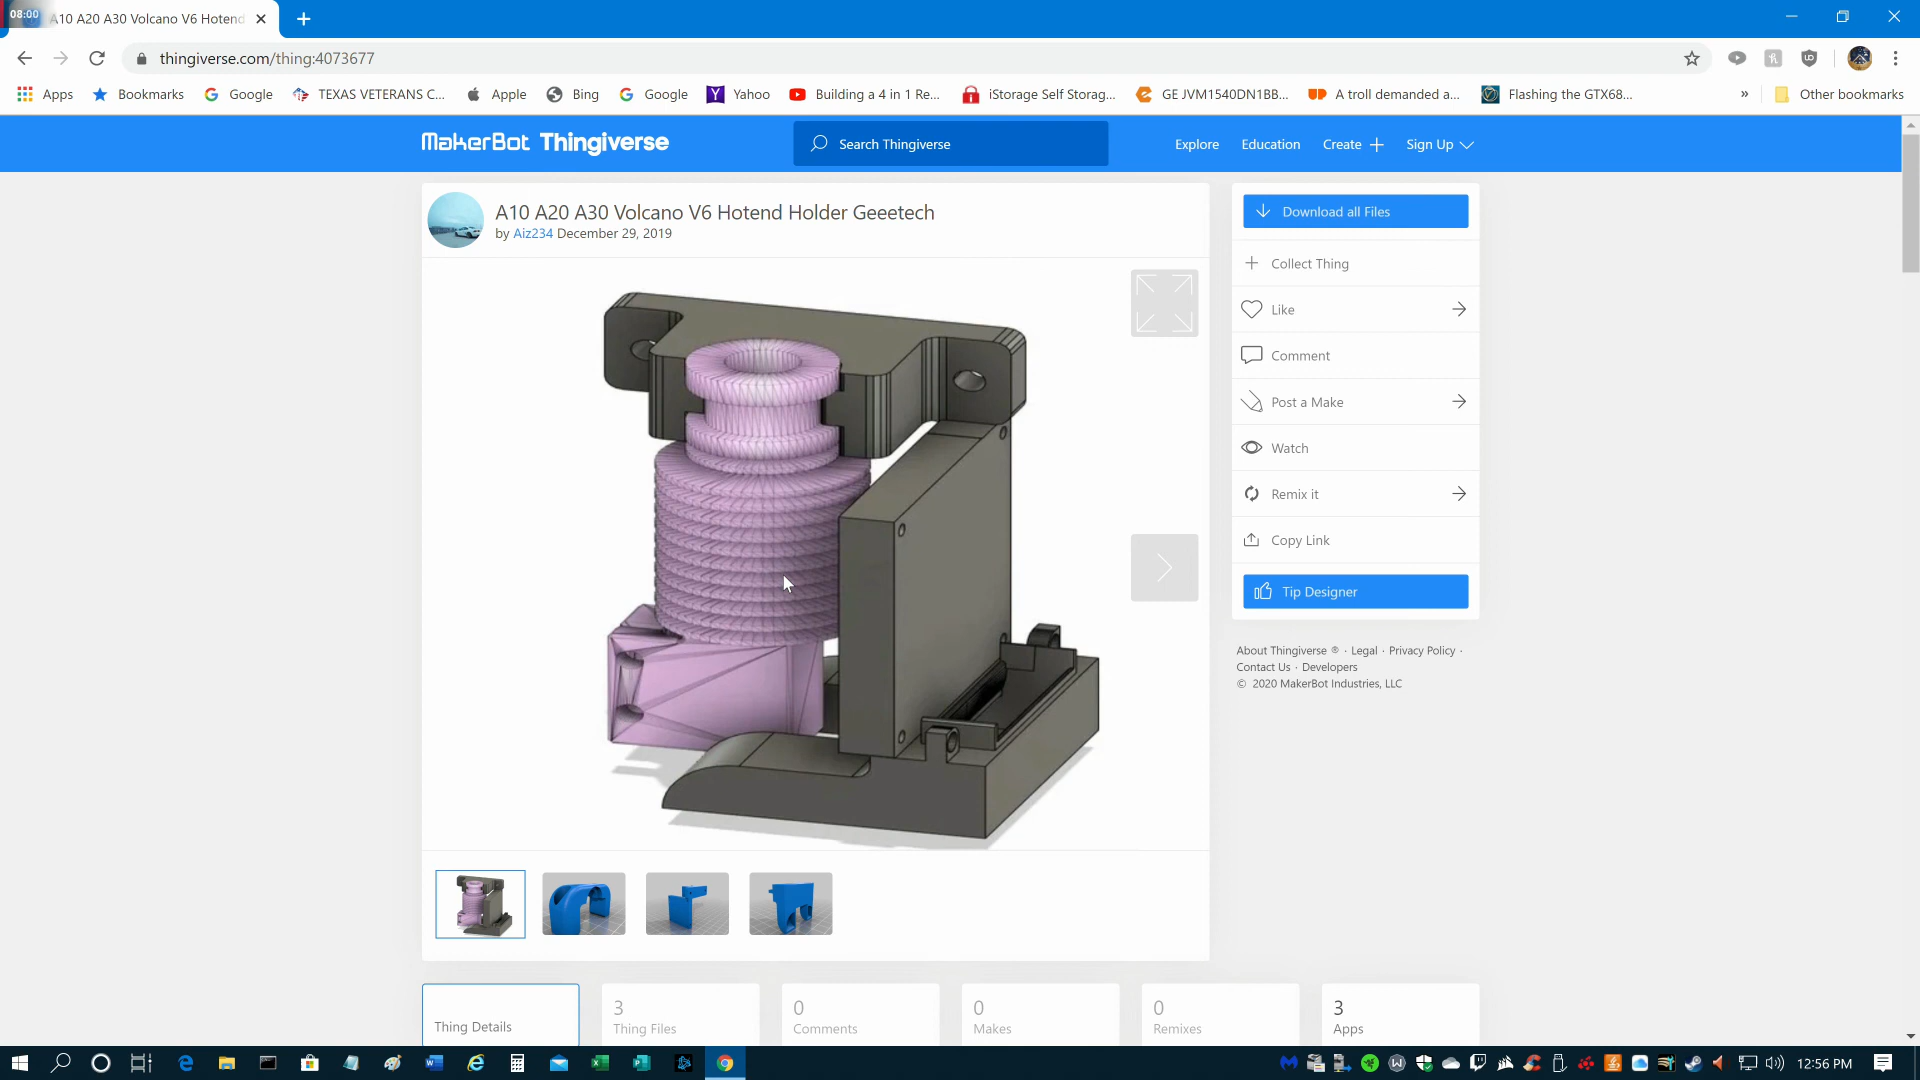 08:00
A10 A20 A30 Volcano V6 Hotend
thingiverse.com/thing:4073677
Apps
Bookmarks
Google
TEXAS VETERANS C...
Apple
Bing
Google
Yahoo
Building a 4 in 1 Re...
iStorage Self Storag...
GE JVM1540DN1BB...
A troll demanded a...
Flashing the GTX68...
»
Other bookmarks
MakerBot Thingiverse
Search Thingiverse
Explore
Education
Create
Sign Up
A10 A20 A30 Volcano V6 Hotend Holder Geeetech
by Aiz234 December 29, 2019
Download all Files
Collect Thing
Like
Comment
Post a Make
Watch
Remix it
Copy Link
Tip Designer
About Thingiverse ® · Legal · Privacy Policy ·
Contact Us · Developers
© 2020 MakerBot Industries, LLC
Thing Details
3
Thing Files
0
Comments
0
Makes
0
Remixes
3
Apps
12:56 PM